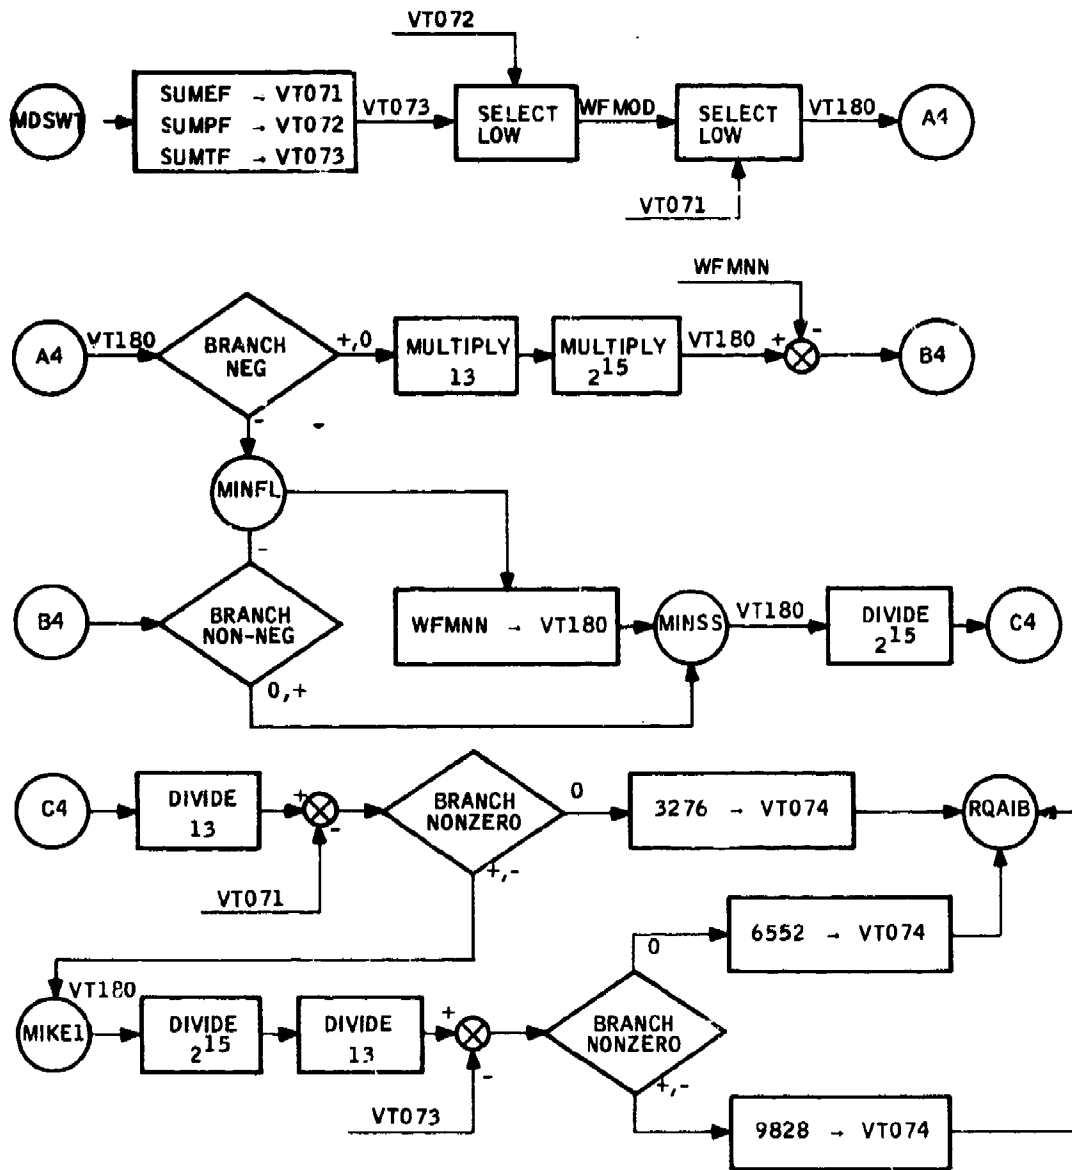 VT072
MDSWT
SUMEF → VT071
SUMPF → VT072
SUMTF → VT073
VT073
SELECT
LOW
WFMOD
SELECT
LOW
VT180
A4
VT071
WFMNN
A4
VT180
BRANCH
NEG
+,0
MULTIPLY
13
MULTIPLY
2^15
VT180
+
-
B4
-
MINFL
-
B4
BRANCH
NON-NEG
0,+
WFMNN → VT180
MINSS
VT180
DIVIDE
2^15
C4
C4
DIVIDE
13
+
-
VT071
BRANCH
NONZERO
0
+,-
3276 → VT074
RQAIB
6552 → VT074
VT180
MIKE1
DIVIDE
2^15
DIVIDE
13
+
-
VT073
BRANCH
NONZERO
0
+,-
9828 → VT074